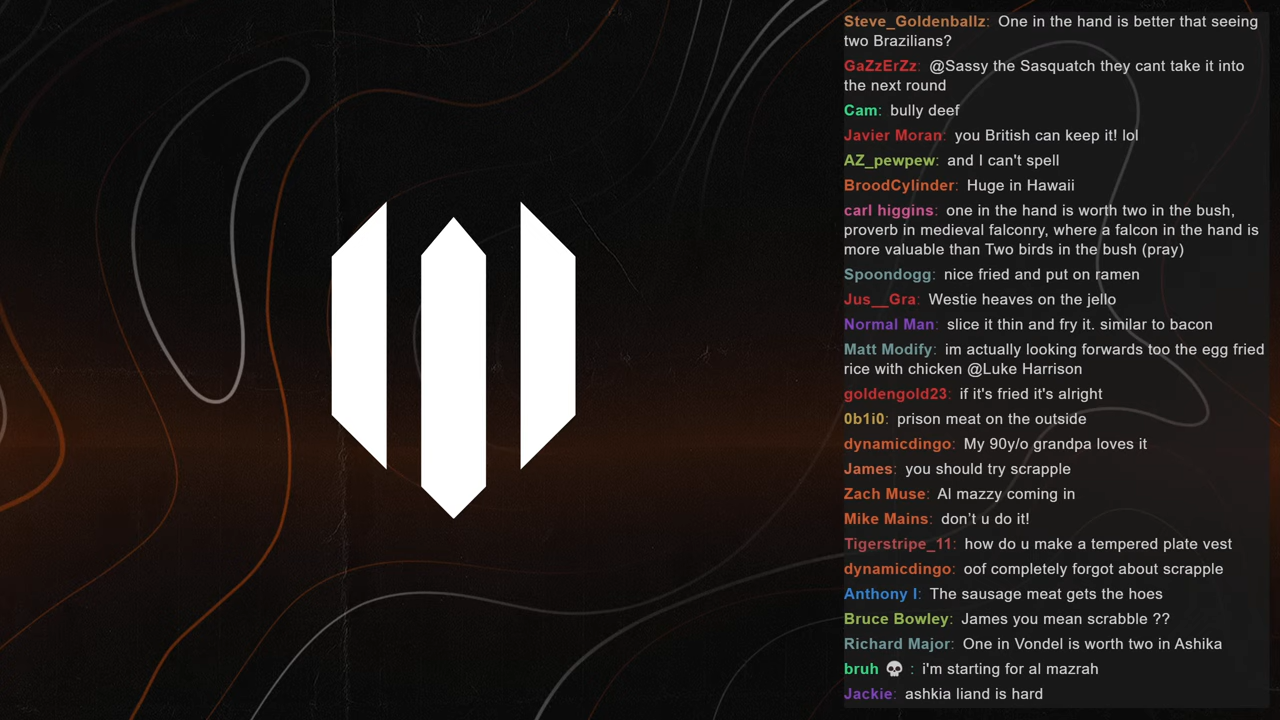 Steve_Goldenballz: One in the hand is better that seeing
two Brazilians?
GaZzErZz: @Sassy the Sasquatch they cant take it into
the next round
Cam: bully deef
Javier Moran: you British can keep it! lol
AZ_pewpew: and I can't spell
BroodCylinder: Huge in Hawaii
carl higgins: one in the hand is worth two in the bush,
proverb in medieval falconry, where a falcon in the hand is
more valuable than Two birds in the bush (pray)
Spoondogg: nice fried and put on ramen
Jus__Gra: Westie heaves on the jello
Normal Man: slice it thin and fry it. similar to bacon
Matt Modify: im actually looking forwards too the egg fried
rice with chicken @Luke Harrison
goldengold23: if it's fried it's alright
0b1i0: prison meat on the outside
dynamicdingo: My 90y/o grandpa loves it
James: you should try scrapple
Zach Muse: Al mazzy coming in
Mike Mains: don’t u do it!
Tigerstripe_11: how do u make a tempered plate vest
dynamicdingo: oof completely forgot about scrapple
Anthony I: The sausage meat gets the hoes
Bruce Bowley: James you mean scrabble ??
Richard Major: One in Vondel is worth two in Ashika
bruh 💀 : i'm starting for al mazrah
Jackie: ashkia liand is hard